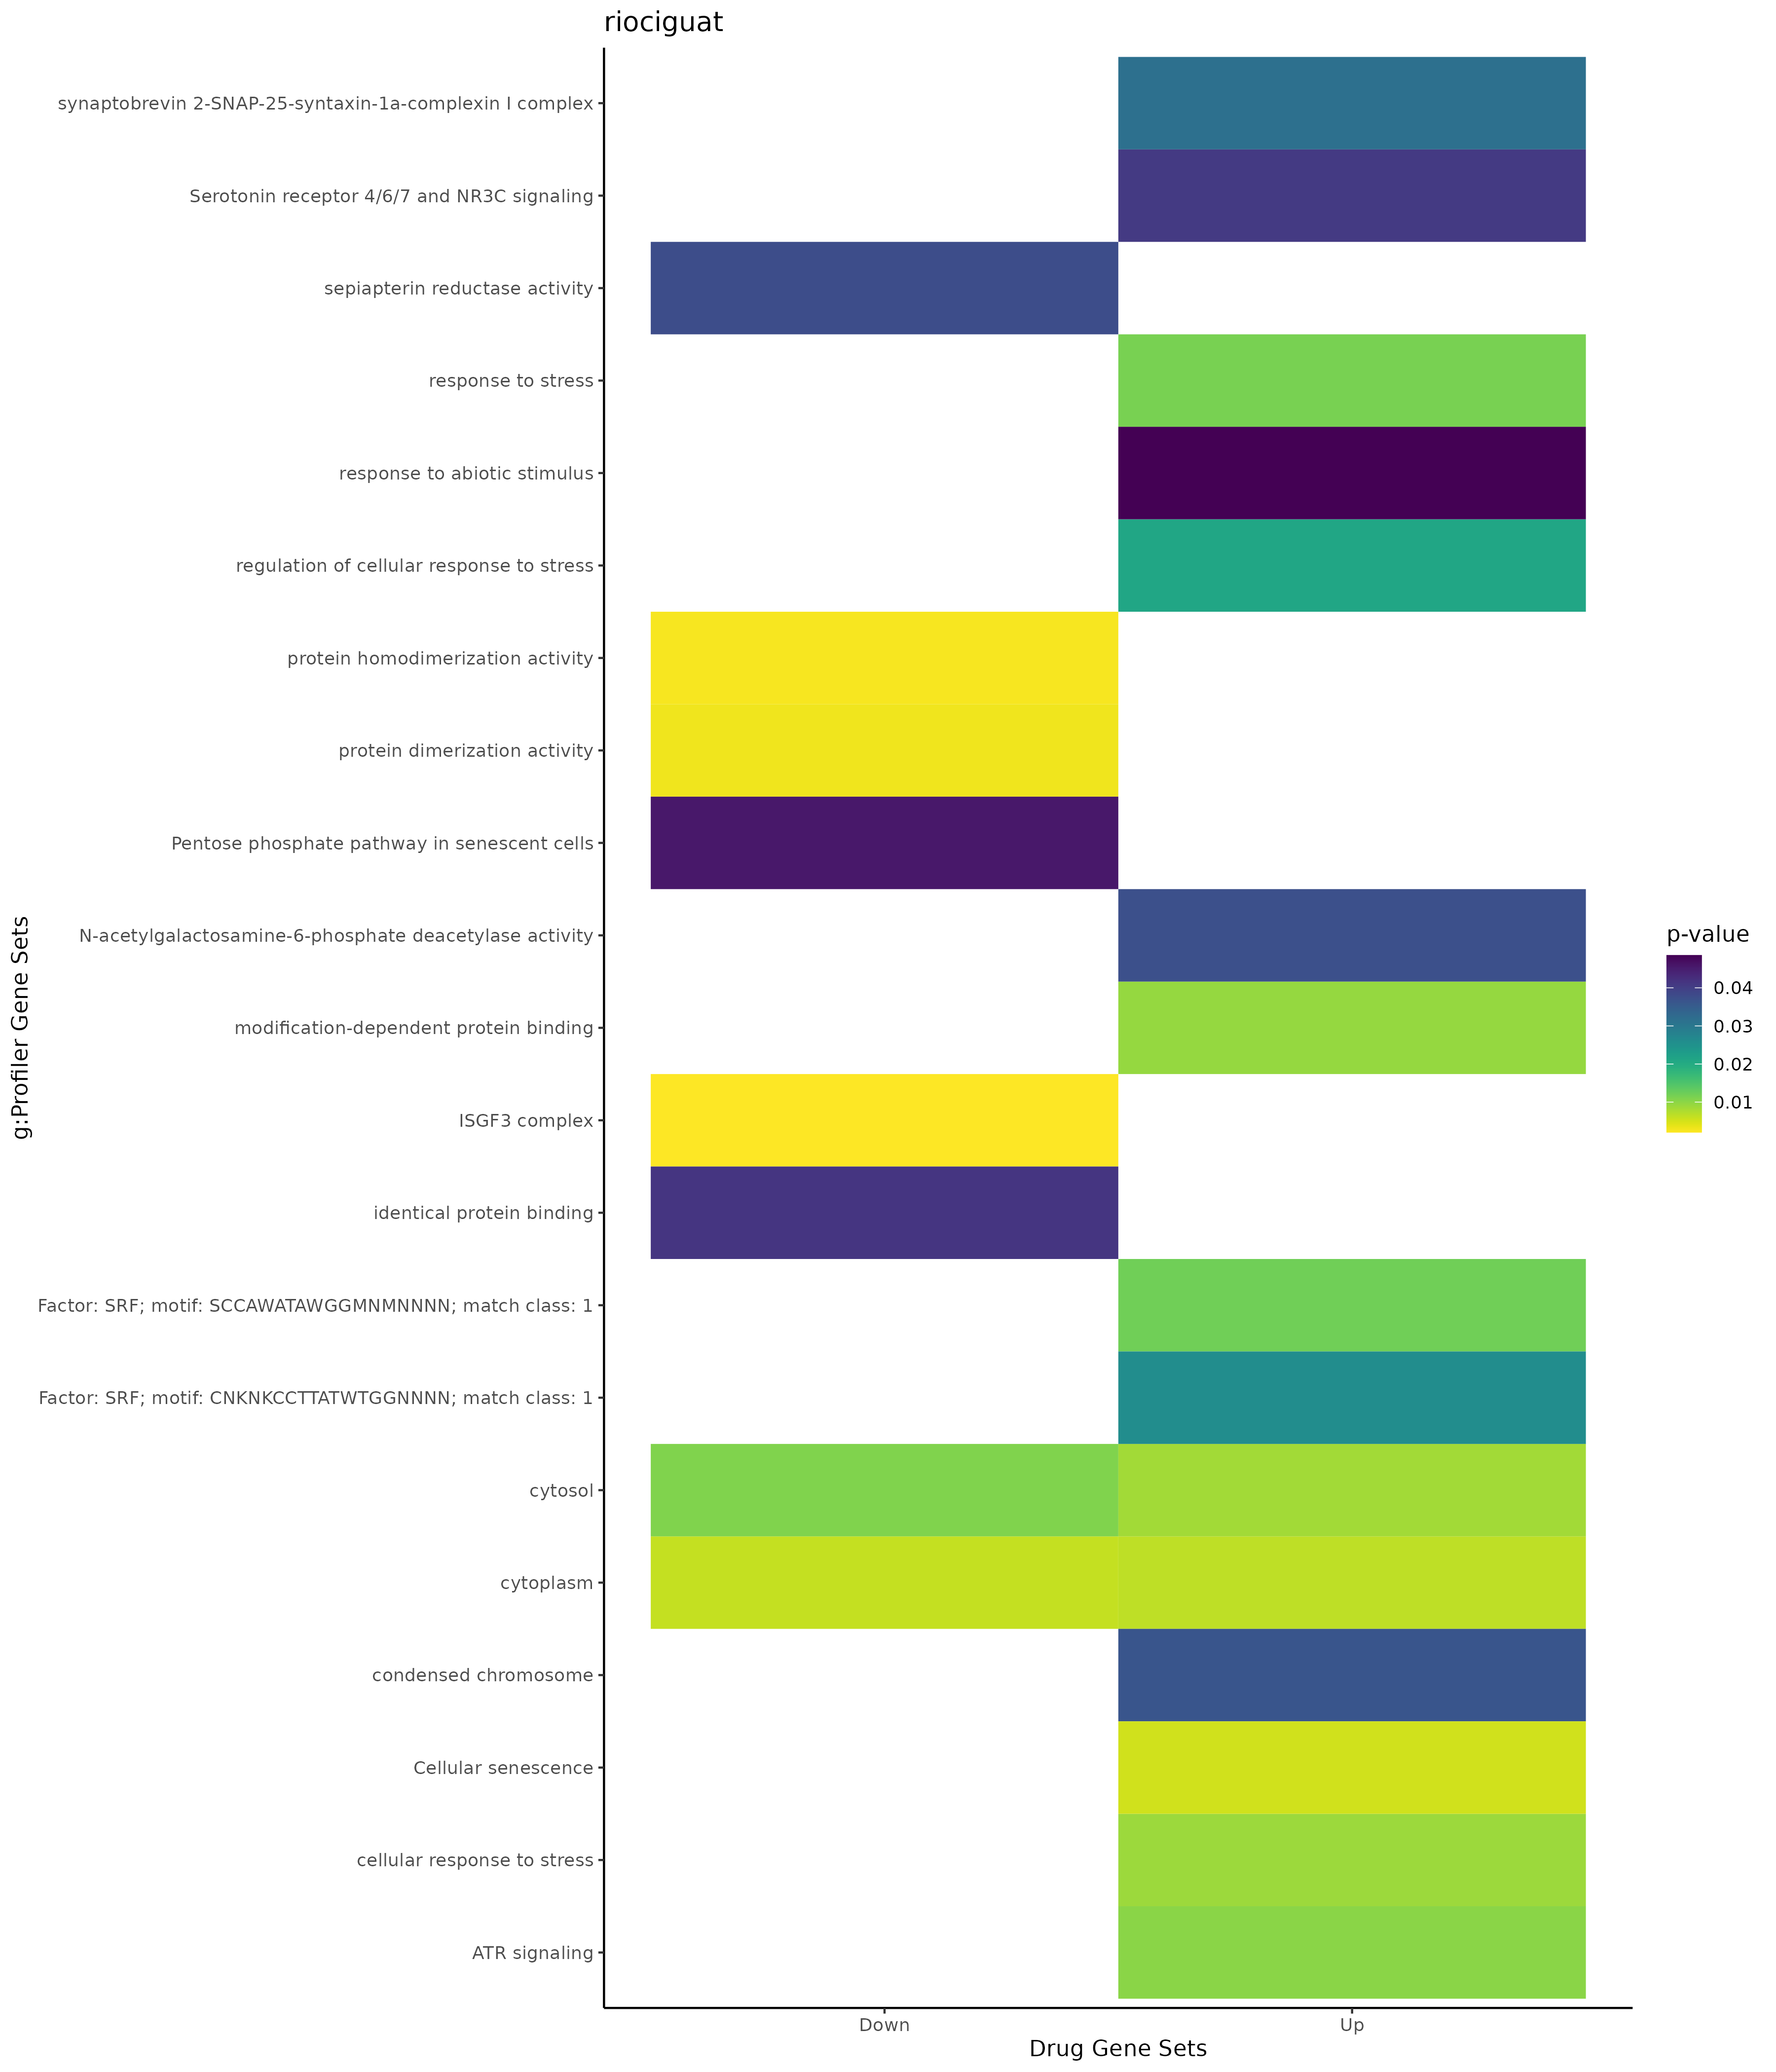 riociguat
synaptobrevin 2-SNAP-25-syntaxin-1a-complexin I complex
Serotonin receptor 4/6/7 and NR3C signaling
sepiapterin reductase activity
response to stress
response to abiotic stimulus
regulation of cellular response to stress
protein homodimerization activity
protein dimerization activity
Pentose phosphate pathway in senescent cells
N-acetylgalactosamine-6-phosphate deacetylase activity
modification-dependent protein binding
ISGF3 complex
identical protein binding
Factor: SRF; motif: SCCAWATAWGGMNMNNNN; match class: 1
Factor: SRF; motif: CNKNKCCTTATWTGGNNNN; match class: 1
cytosol
cytoplasm
condensed chromosome
Cellular senescence
cellular response to stress
ATR signaling
g:Profiler Gene Sets
Down
Up
Drug Gene Sets
p-value
0.04
0.03
0.02
0.01